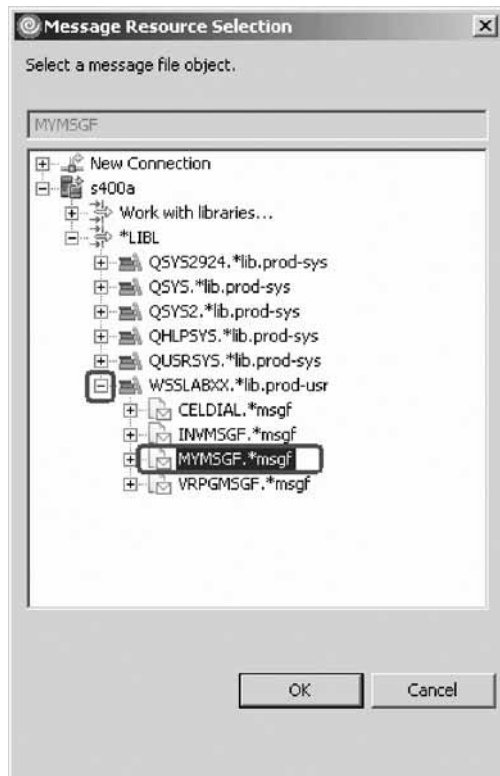 Message Resource Selection
Select a message file object.
MYMSGF
New Connection
s400a
Work with libraries...
*LIBL
QSYS2924.*lib.prod-sys
QSYS.*lib.prod-sys
QSYS2.*lib.prod-sys
QHLPSYS.*lib.prod-sys
QUSRSYS.*lib.prod-sys
WSSLABXX.*lib.prod-usr
CELDIAL.*msgf
INVMSGF.*msgf
MYMSGF.*msgf
VRPGMSGF.*msgf
OK Cancel